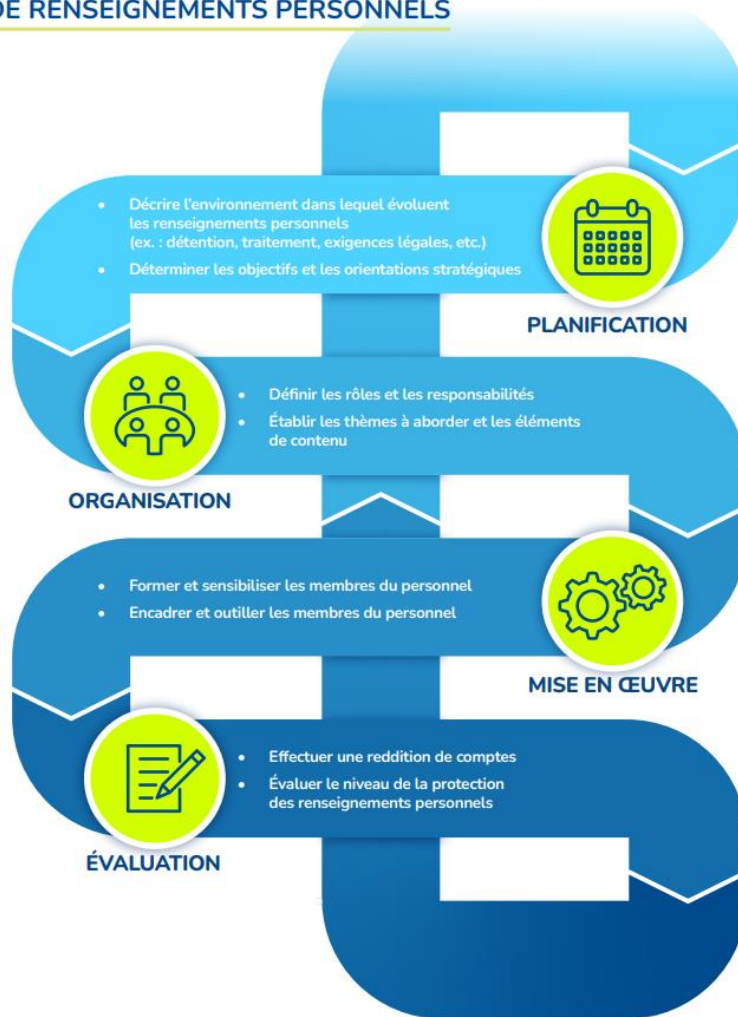 DE RENSEIGNEMENTS PERSONNELS
• Décrire l'environnement dans lequel évoluent
les renseignements personnels
(ex. : détention, traitement, exigences légales, etc.)
• Déterminer les objectifs et les orientations stratégiques
PLANIFICATION
• Définir les rôles et les responsabilités
• Établir les thèmes à aborder et les éléments
de contenu
ORGANISATION
• Former et sensibiliser les membres du personnel
• Encadrer et outiller les membres du personnel
MISE EN ŒUVRE
• Effectuer une reddition de comptes
• Évaluer le niveau de la protection
des renseignements personnels
ÉVALUATION